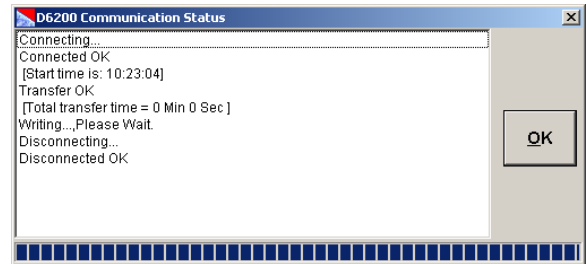 D6200 Communication Status
Connecting...
Connected OK
[Start time is: 10:23:04]
Transfer OK
[Total transfer time = 0 Min 0 Sec ]
Writing...,Please Wait.
Disconnecting...
Disconnected OK
OK